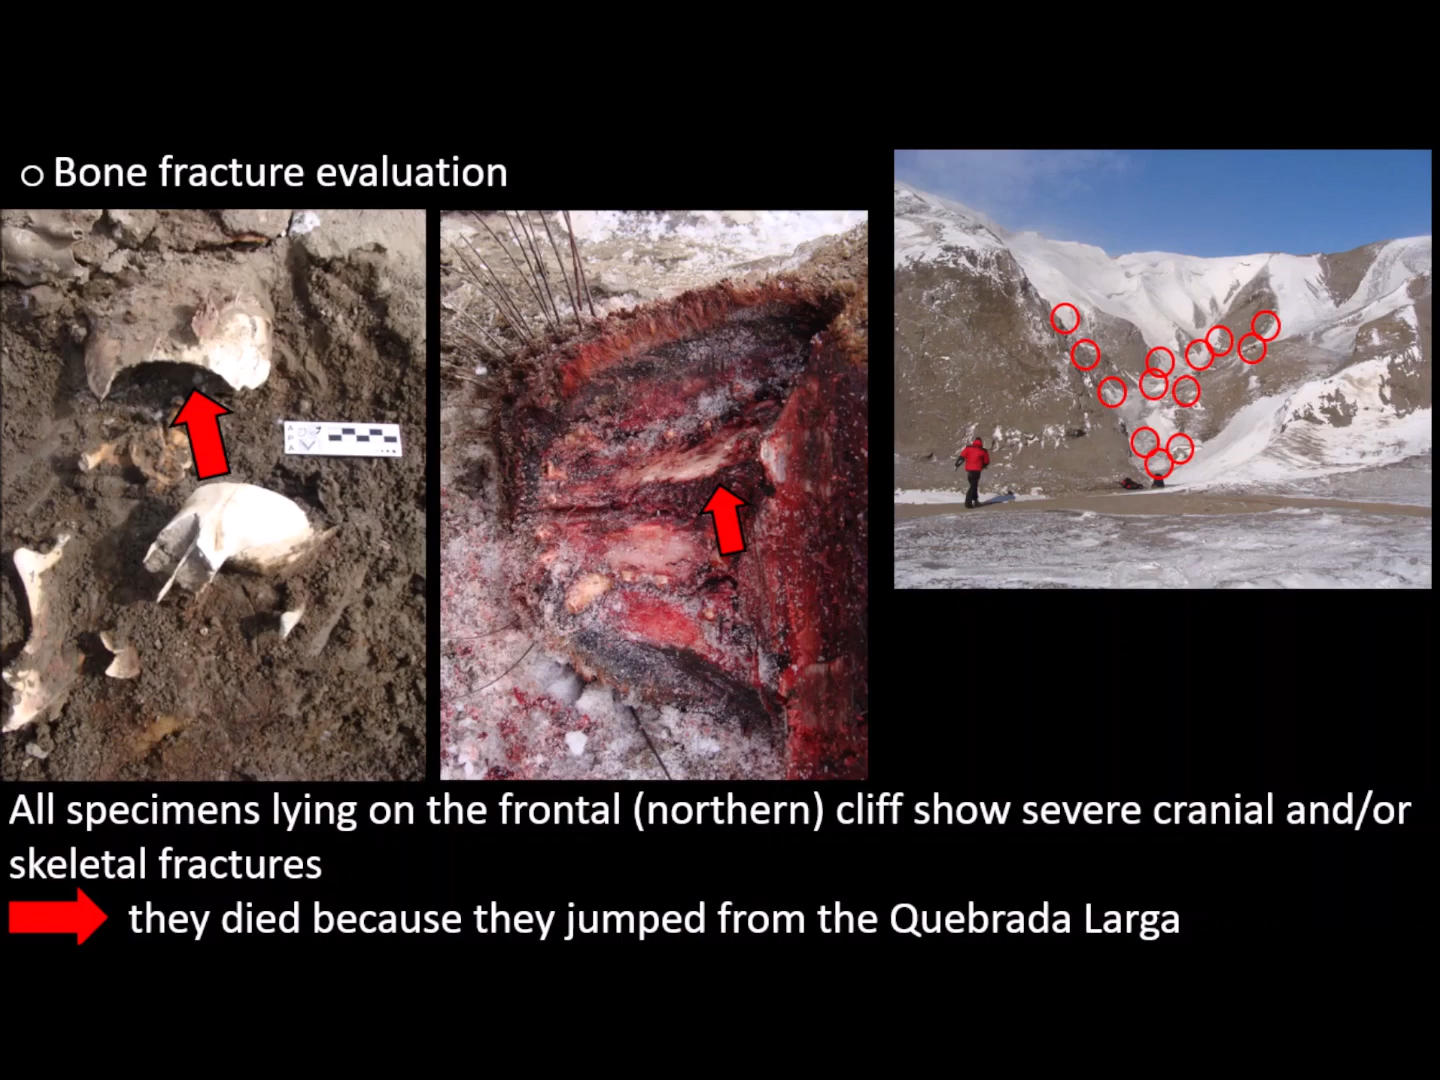 o Bone fracture evaluation
All specimens lying on the frontal (northern) cliff show severe cranial and/or
skeletal fractures
they died because they jumped from the Quebrada Larga